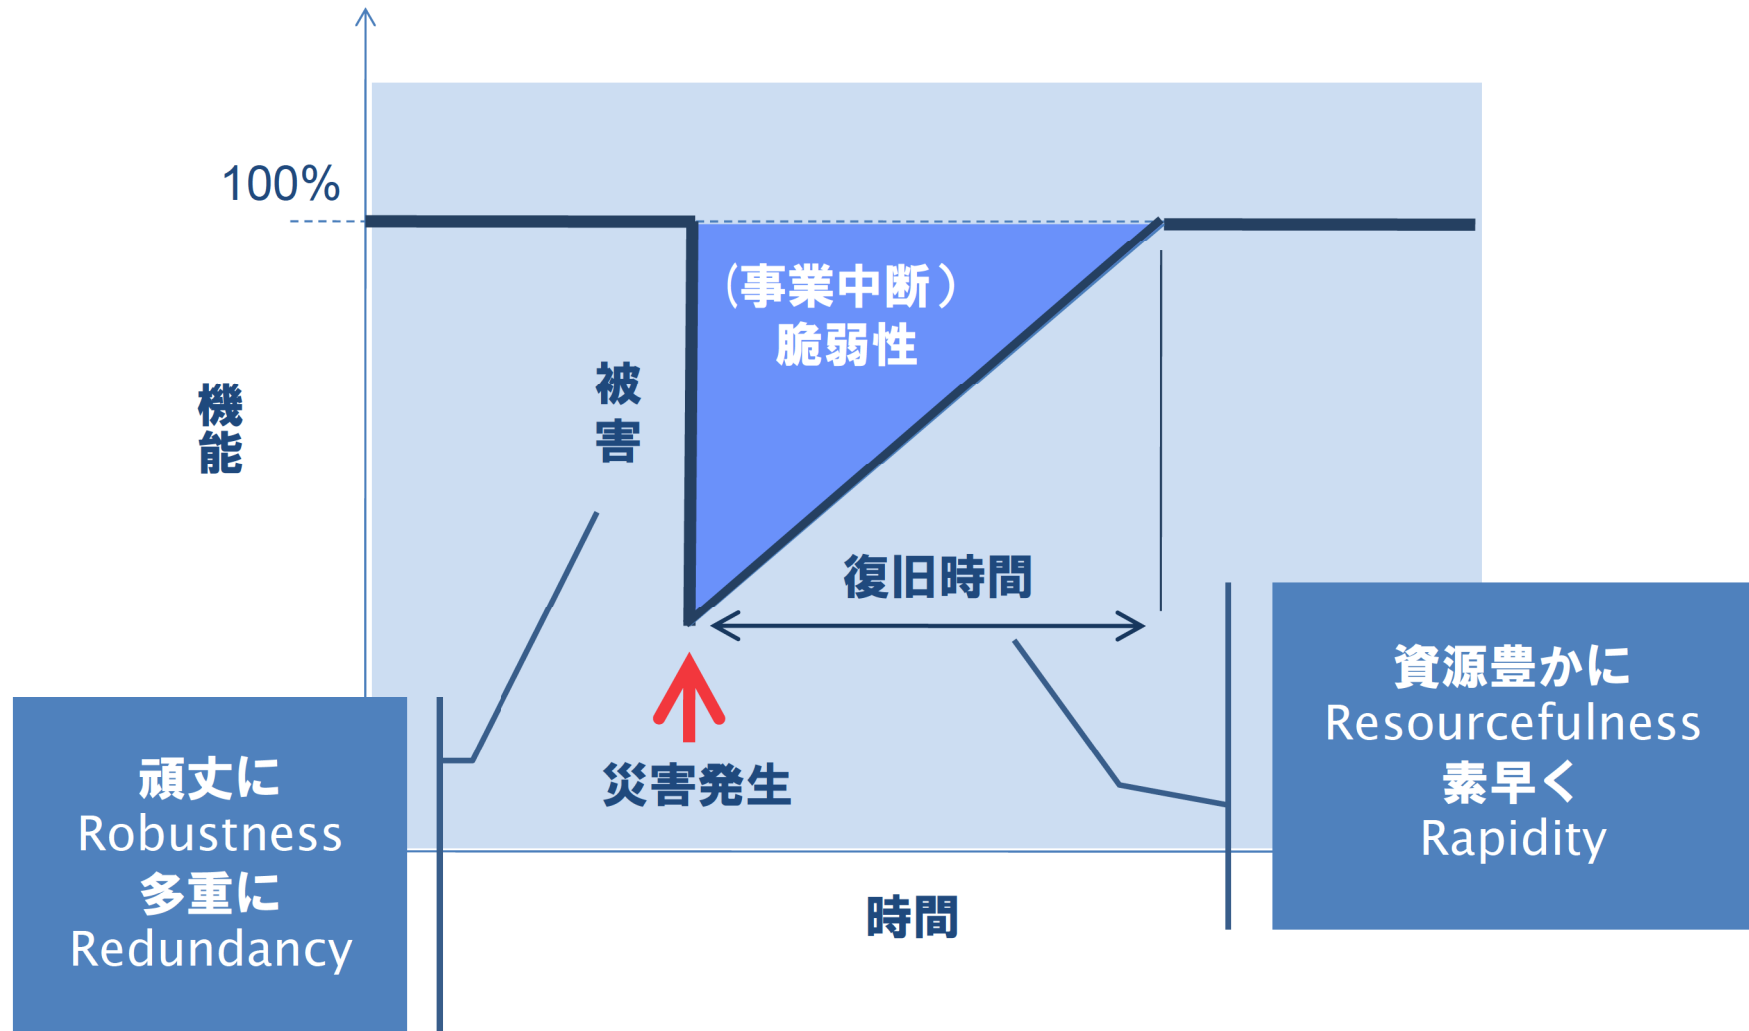 100%
(事業中断)
脆弱性
被害
機能
復旧時間
災害発生
資源豊かに
Resourcefulness
素早く
Rapidity
頑丈に
Robustness
多重に
Redundancy
時間